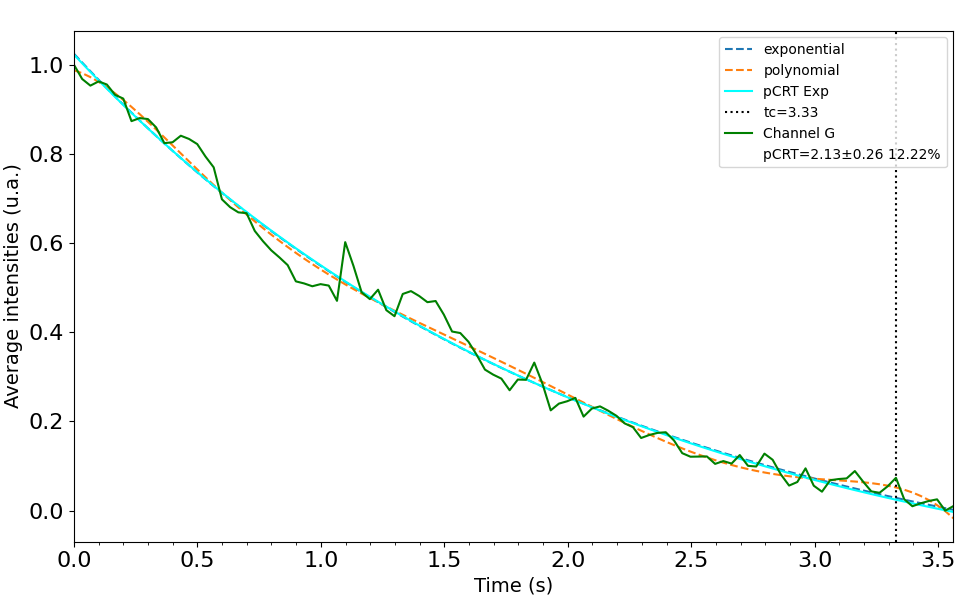 exponential
polynomial
pCRT Exp
tc=3.33
Channel G
pCRT=2.13±0.26 12.22%
Average intensities (u.a.)
1.0
0.8
0.6
0.4
0.2
0.0
0.0 0.5 1.0 1.5 2.0 2.5 3.0 3.5
Time (s)